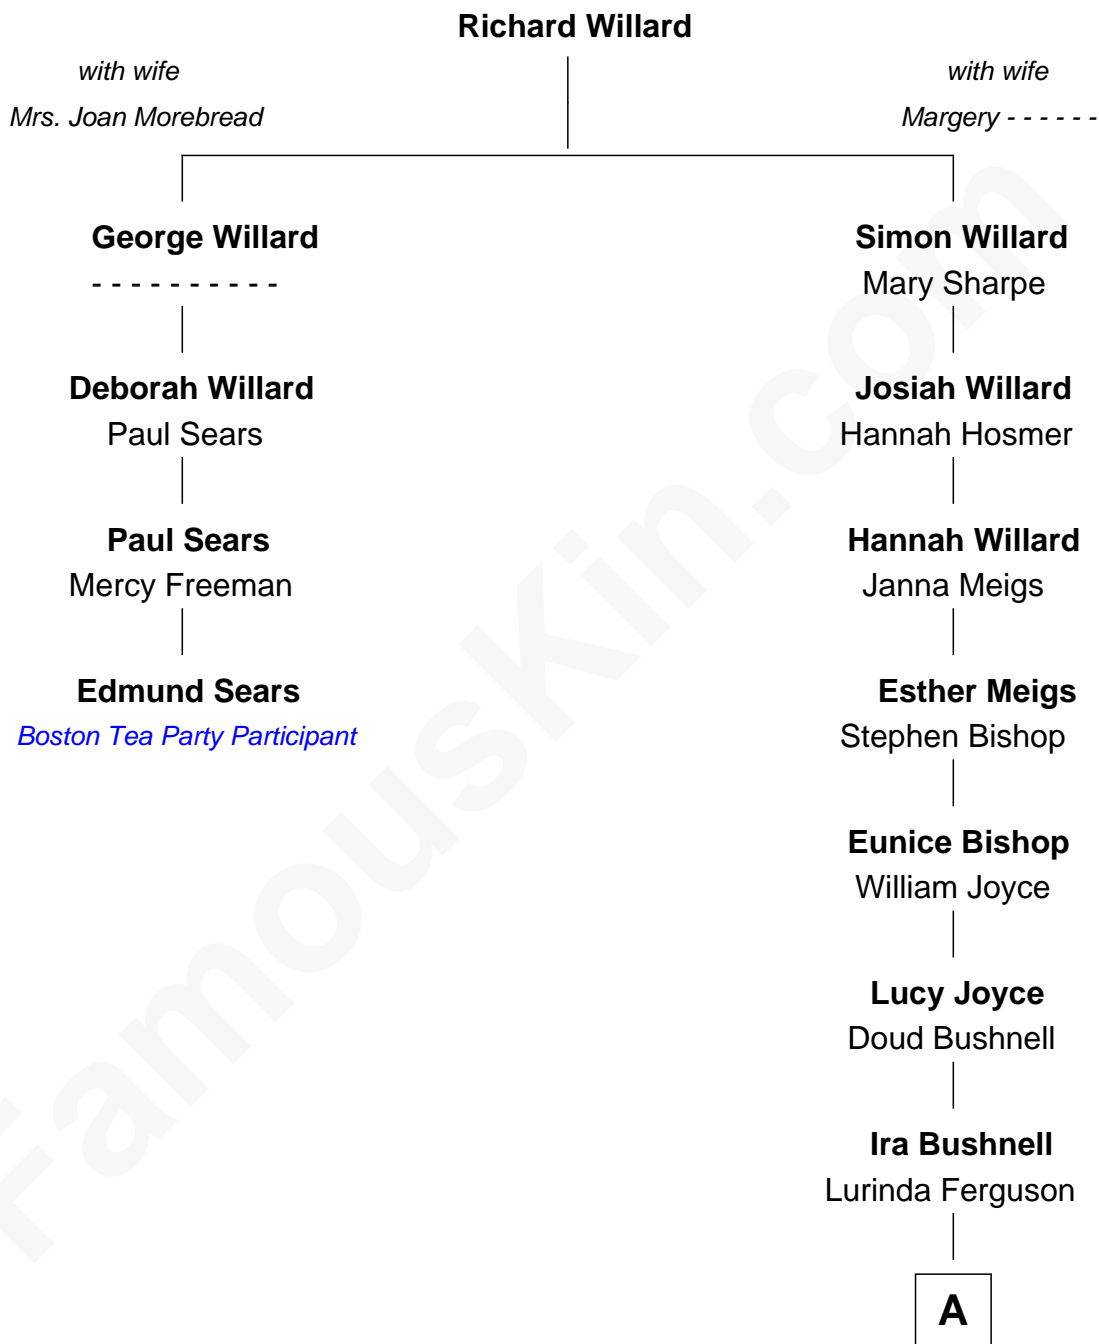 Richard Willard
with wife
Mrs. Joan Morebread
with wife
Margery - - - - - -
George Willard
- - - - - - - - - -
Deborah Willard
Paul Sears
Paul Sears
Mercy Freeman
Edmund Sears
Boston Tea Party Participant
Simon Willard
Mary Sharpe
Josiah Willard
Hannah Hosmer
Hannah Willard
Janna Meigs
Esther Meigs
Stephen Bishop
Eunice Bishop
William Joyce
Lucy Joyce
Doud Bushnell
Ira Bushnell
Lurinda Ferguson
A
FamousKin.com